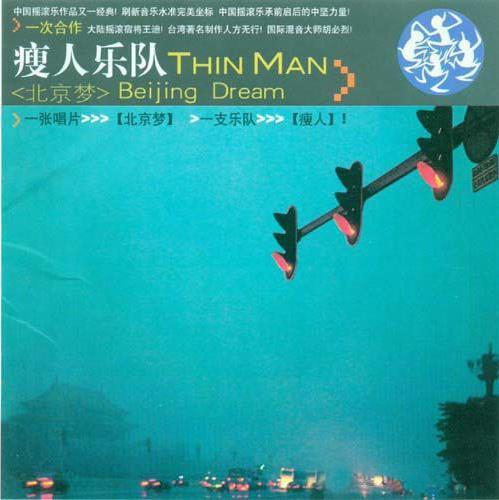 中国摇滚乐作品又一经典! 刷新音乐水准完美坐标 中国摇滚乐承前启后的中坚力量!
>一次合作 大陆摇滚宿将王迪! 台湾著名制作人方无行! 国际混音大师胡必烈!
瘦人乐队THIN MAN
<北京梦> Beijing Dream
>一张唱片>>>【北京梦】 >一支乐队>>>【瘦人】!